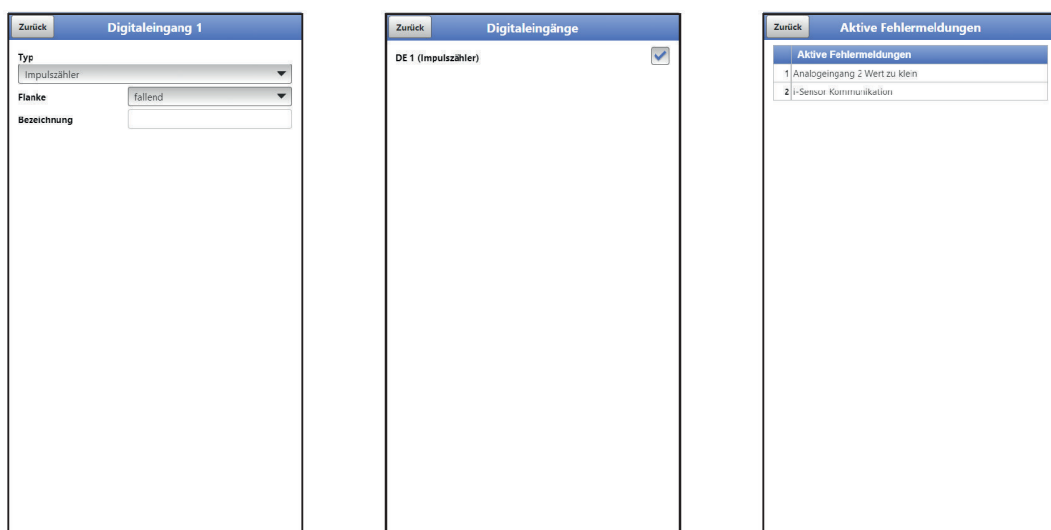 Zurück
Digitaleingang 1
Typ
Impulszähler
Flanke
fallend
Bezeichnung
Zurück
Digitaleingänge
DE 1 (Impulszähler)
Zurück
Aktive Fehlermeldungen
Aktive Fehlermeldungen
1 Analogeingang 2 Wert zu klein
2 i-Sensor Kommunikation